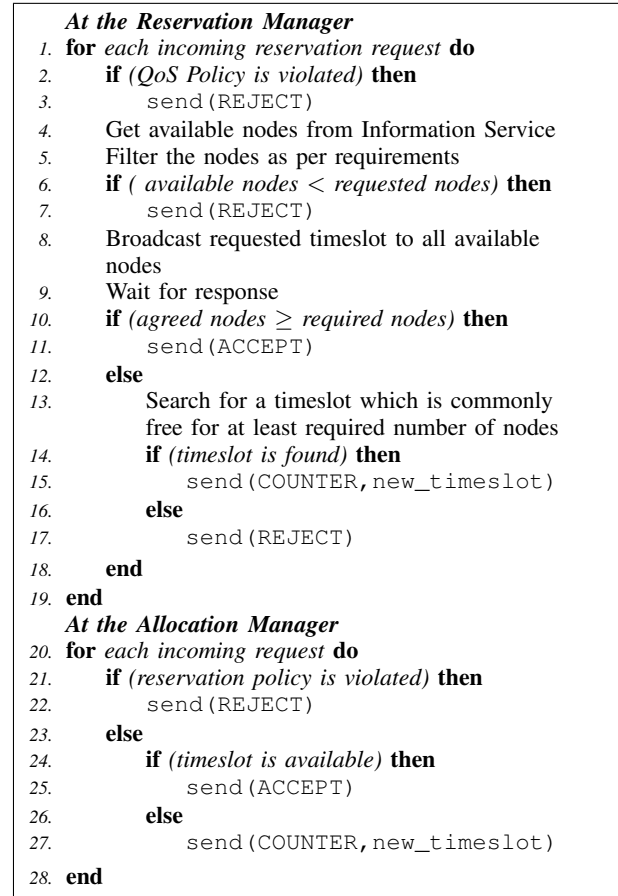 At the Reservation Manager
1. for each incoming reservation request do
2. if (QoS Policy is violated) then
3. send(REJECT)
4. Get available nodes from Information Service
5. Filter the nodes as per requirements
6. if ( available nodes < requested nodes) then
7. send(REJECT)
8. Broadcast requested timeslot to all available
nodes
9. Wait for response
10. if (agreed nodes ≥ required nodes) then
11. send(ACCEPT)
12. else
13. Search for a timeslot which is commonly
free for at least required number of nodes
14. if (timeslot is found) then
15. send(COUNTER,new_timeslot)
16. else
17. send(REJECT)
18. end
19. end
At the Allocation Manager
20. for each incoming request do
21. if (reservation policy is violated) then
22. send(REJECT)
23. else
24. if (timeslot is available) then
25. send(ACCEPT)
26. else
27. send(COUNTER,new_timeslot)
28. end